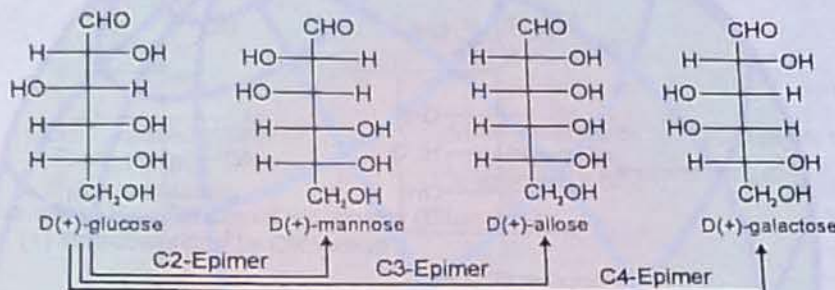 CHO CHO CHO CHO
H OH HO H H OH H OH
HO H HO H H OH HO H
H OH H OH H OH HO H
H OH H OH H OH H OH
CH₂OH CH₂OH CH₂OH CH₂OH
D(+)-glucose D(+)-mannose D(+)-allose D(+)-galactose
C2-Epimer C3-Epimer C4-Epimer